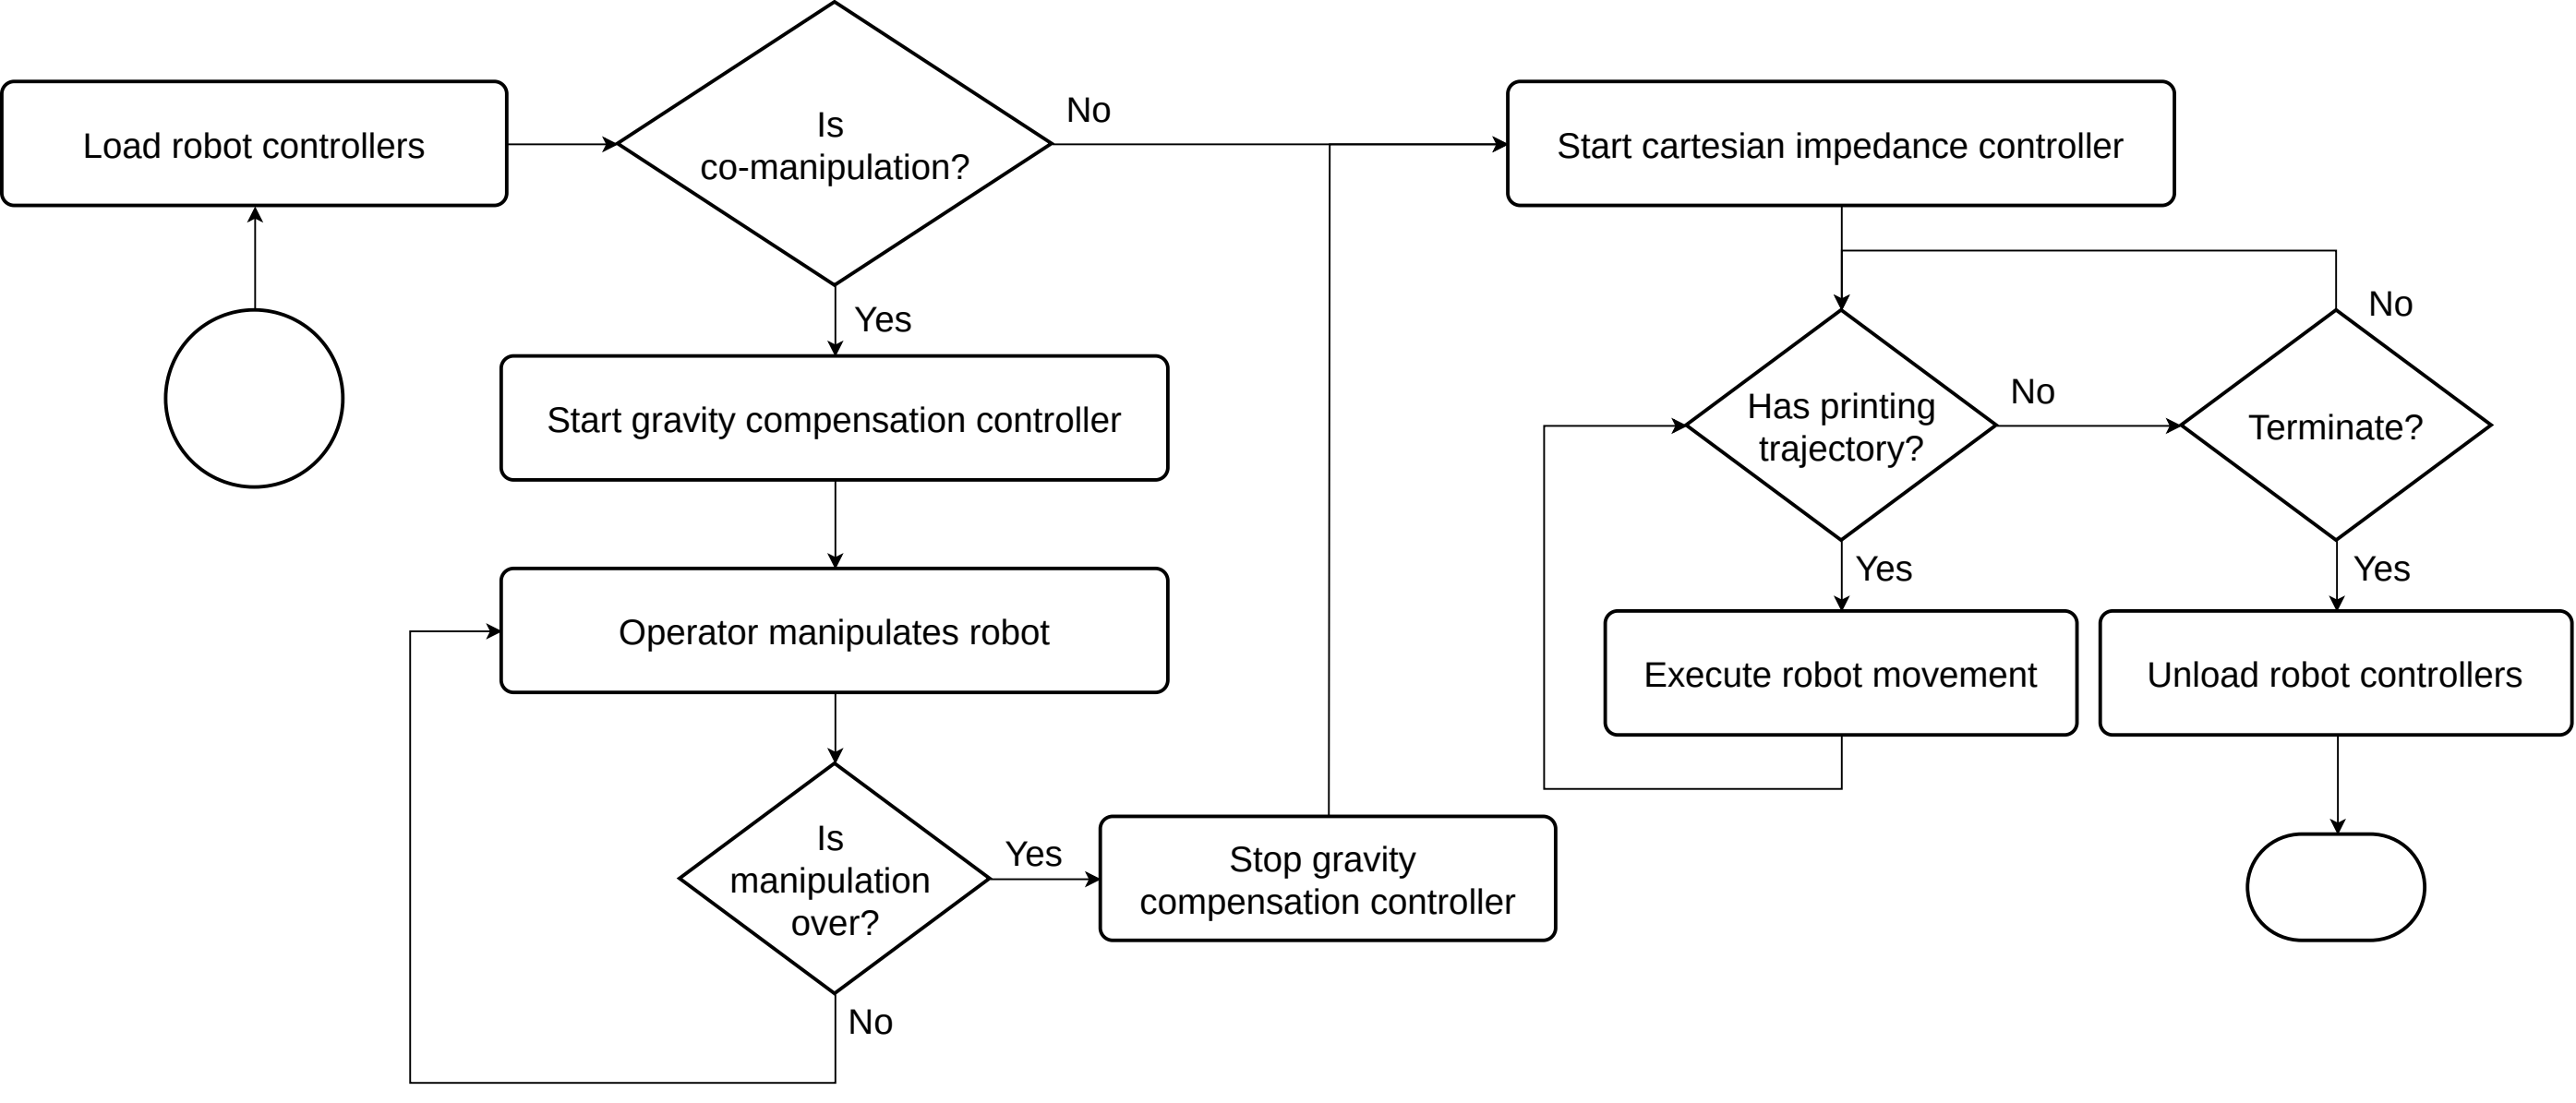 Load robot controllers
Is
co-manipulation?
No
Yes
Start gravity compensation controller
Operator manipulates robot
Is
manipulation
over?
Yes
No
Stop gravity
compensation controller
Start cartesian impedance controller
Has printing
trajectory?
No
Yes
Execute robot movement
Terminate?
No
Yes
Unload robot controllers